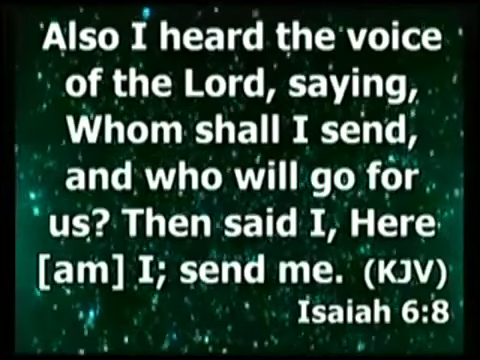 Also I heard the voice
of the Lord, saying,
Whom shall I send,
and who will go for
us? Then said I, Here
[am] I; send me. (KJV)
Isaiah 6:8